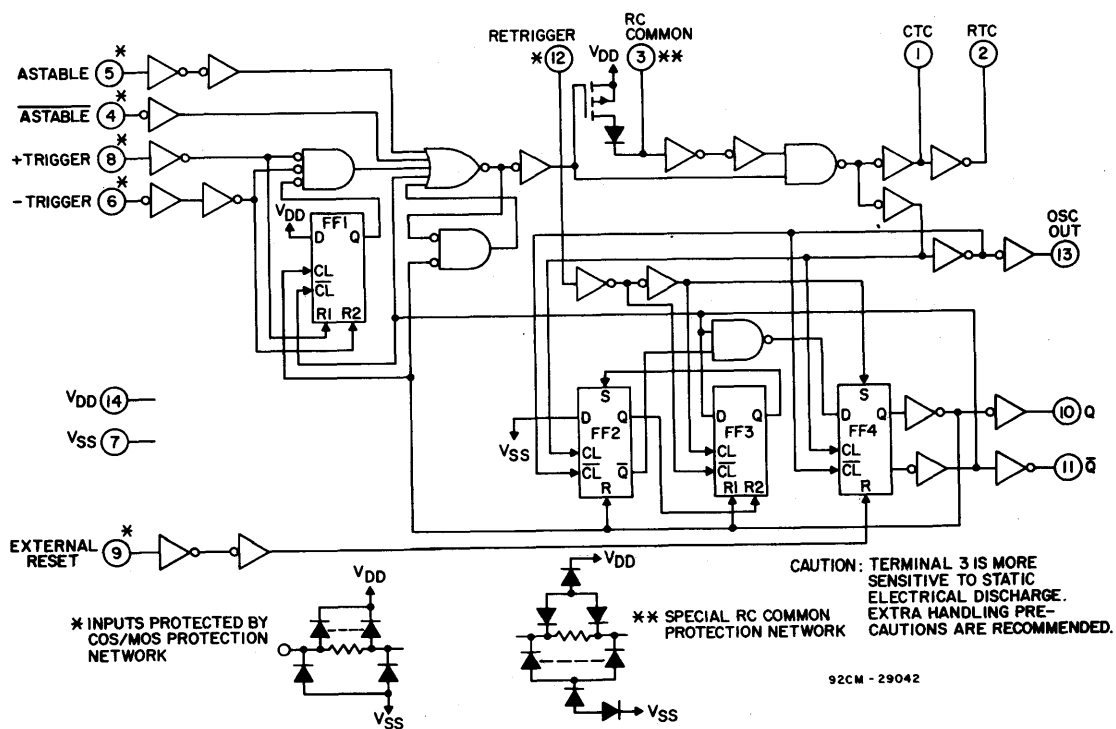 ASTABLE
5
*
ASTABLE
4
*
+TRIGGER
8
*
-TRIGGER
6
*
RETRIGGER
*
12
RC
COMMON
3
**
VDD
CTC
1
RTC
2
VDD
FF1
D
Q
CL
CL
R1
R2
OSC
OUT
13
VDD
14
VSS
7
VSS
S
D
Q
FF2
CL
CL
Q
R
D
Q
FF3
CL
CL
R1
R2
S
D
Q
FF4
CL
CL
R
10
Q
11
Q
EXTERNAL
RESET
9
*
* INPUTS PROTECTED BY
COS/MOS PROTECTION
NETWORK
VDD
VSS
VDD
VSS
** SPECIAL RC COMMON
PROTECTION NETWORK
CAUTION: TERMINAL 3 IS MORE
SENSITIVE TO STATIC
ELECTRICAL DISCHARGE.
EXTRA HANDLING PRE-
CAUTIONS ARE RECOMMENDED.
92CM-29042